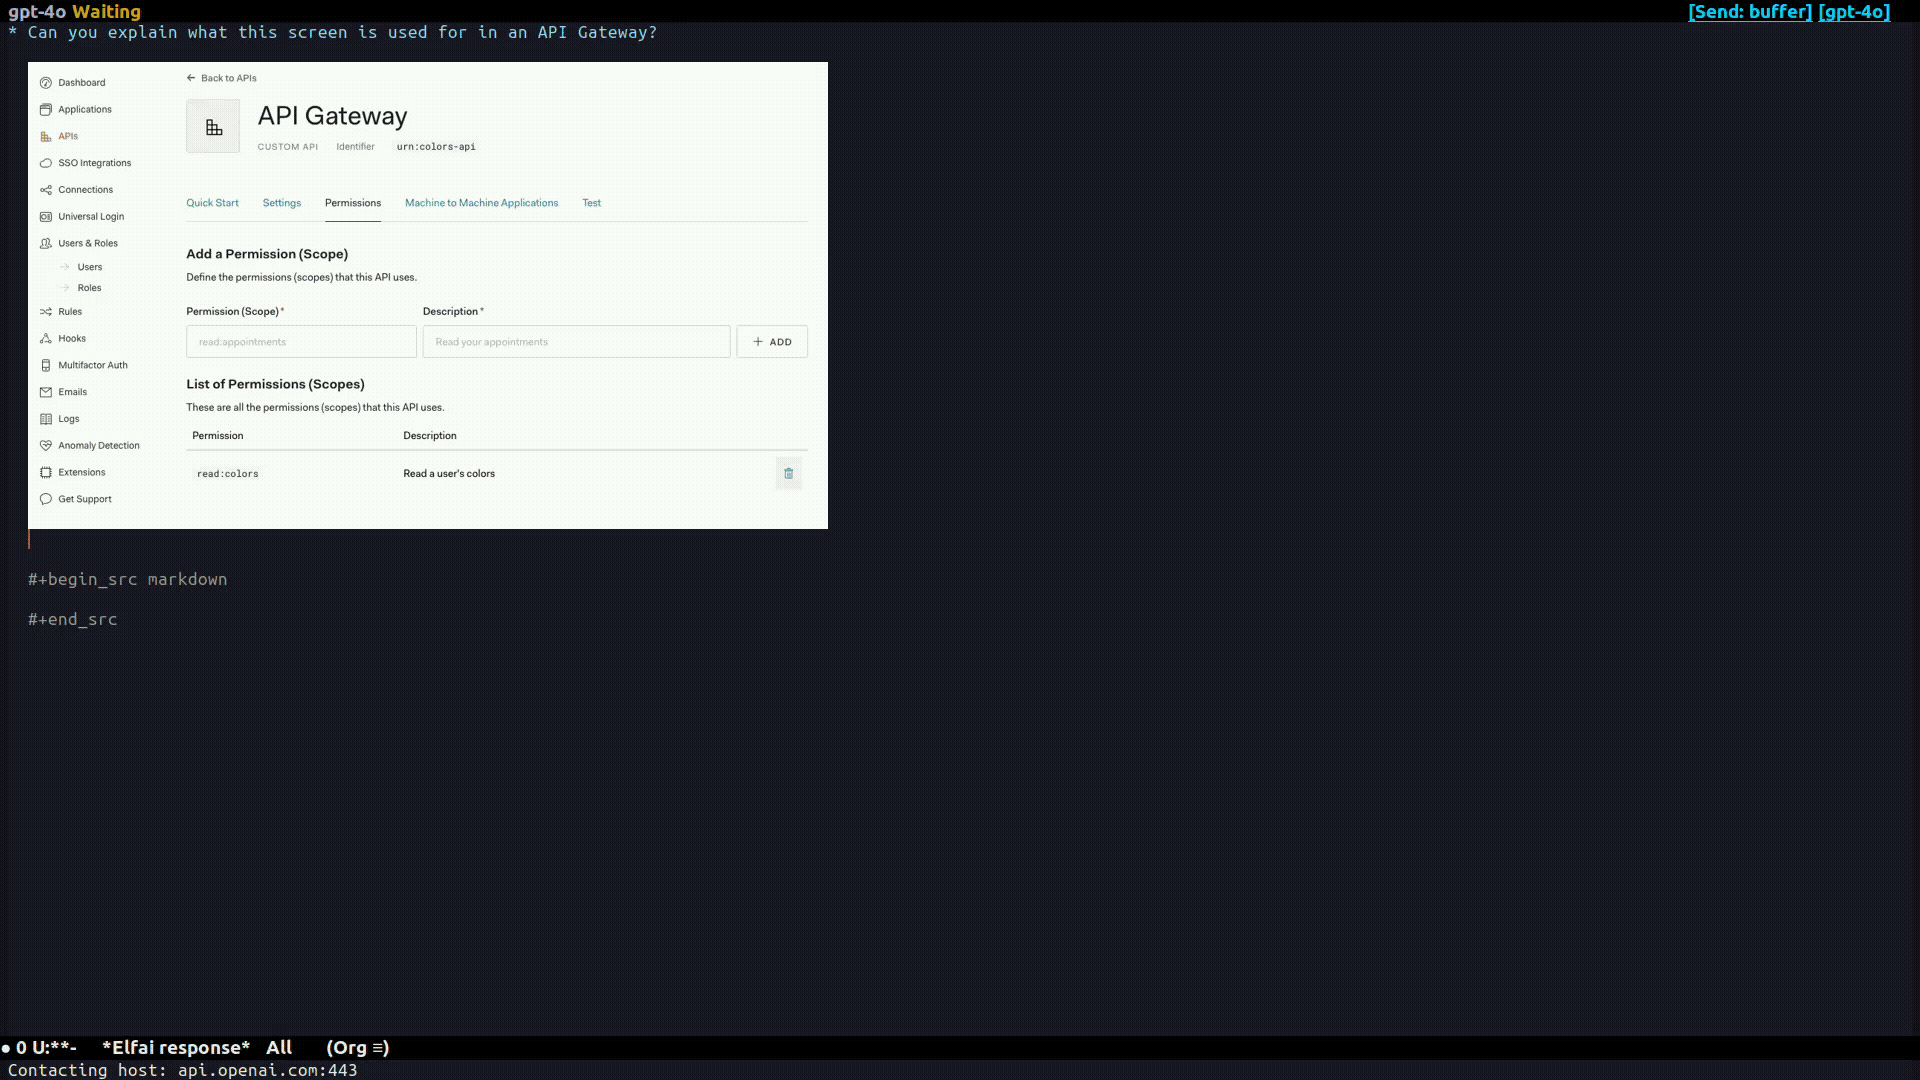 gpt-4o Waiting [Send: buffer] [gpt-4o]
* Can you explain what this screen is used for in an API Gateway?
Dashboard
Applications
APIs
SSO Integrations
Connections
Universal Login
Users & Roles
Users
Roles
Rules
Hooks
Multifactor Auth
Emails
Logs
Anomaly Detection
Extensions
Get Support
← Back to APIs
API Gateway
CUSTOM API Identifier urn:colors-api
Quick Start Settings Permissions Machine to Machine Applications Test
Add a Permission (Scope)
Define the permissions (scopes) that this API uses.
Permission (Scope)* Description*
read:appointments Read your appointments + ADD
List of Permissions (Scopes)
These are all the permissions (scopes) that this API uses.
Permission Description
read:colors Read a user's colors
#+begin_src markdown
#+end_src
● 0 U:**- *Elfai response* All (Org ≡)
Contacting host: api.openai.com:443